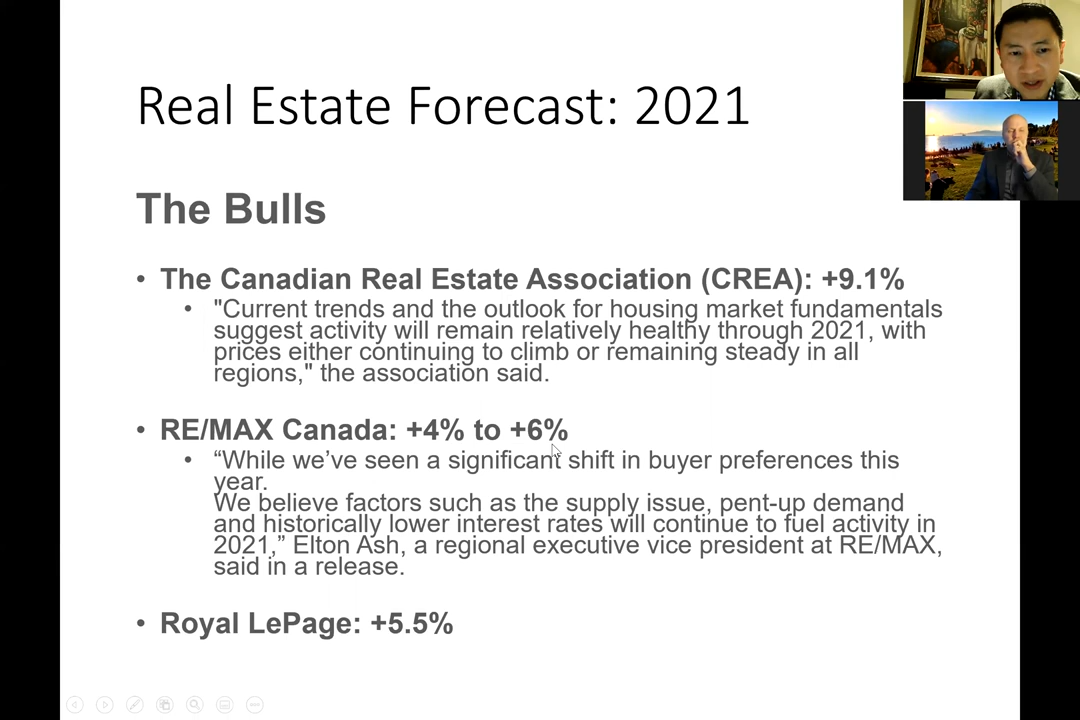 Real Estate Forecast: 2021
The Bulls
• The Canadian Real Estate Association (CREA): +9.1%
• "Current trends and the outlook for housing market fundamentals
suggest activity will remain relatively healthy through 2021, with
prices either continuing to climb or remaining steady in all
regions," the association said.
• RE/MAX Canada: +4% to +6%
• “While we’ve seen a significant shift in buyer preferences this
year.
We believe factors such as the supply issue, pent-up demand
and historically lower interest rates will continue to fuel activity in
2021,” Elton Ash, a regional executive vice president at RE/MAX,
said in a release.
• Royal LePage: +5.5%